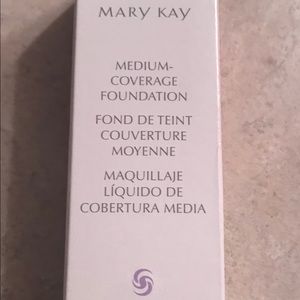 MARY KAY
MEDIUM-
COVERAGE
FOUNDATION
FOND DE TEINT
COUVERTURE
MOYENNE
MAQUILLAJE
LÍQUIDO DE
COBERTURA MEDIA